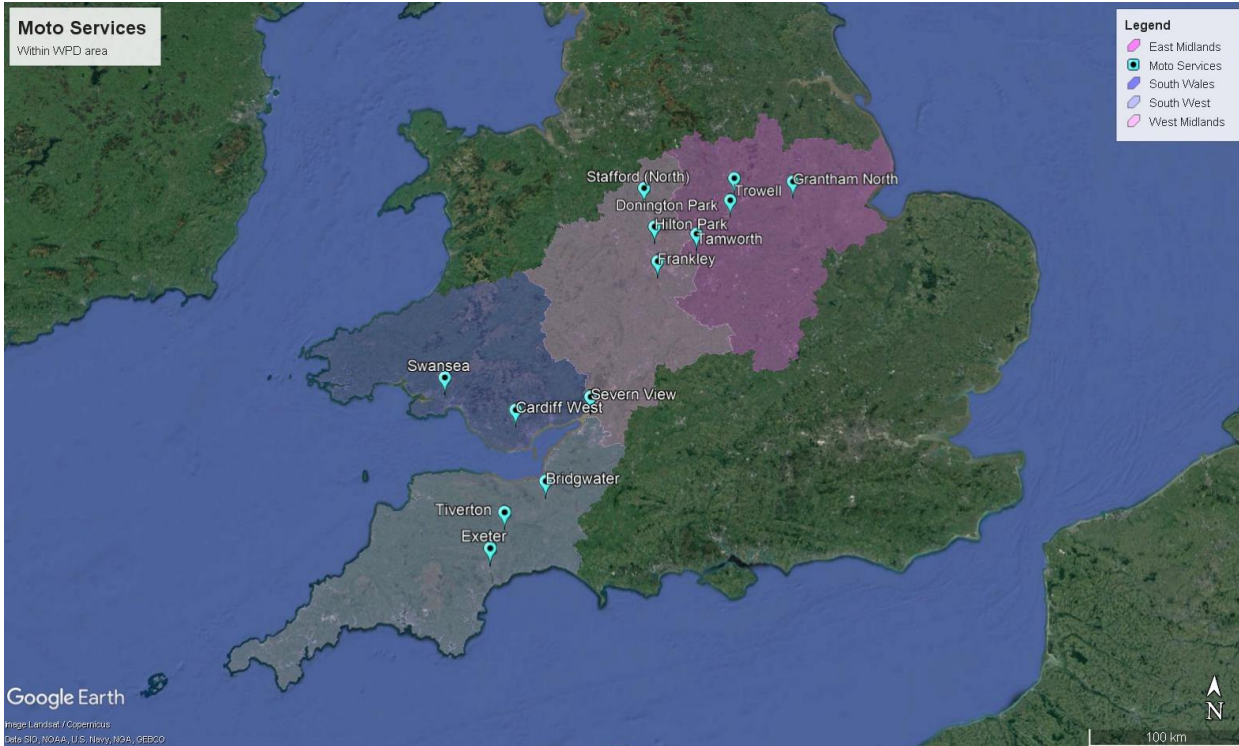 Moto Services
Within WPD area
Legend
East Midlands
Moto Services
South Wales
South West
West Midlands
Stafford (North)
Grantham North
Trowell
Donington Park
Hilton Park
Tamworth
Frankley
Swansea
Severn View
Cardiff West
Bridgwater
Tiverton
Exeter
Google Earth
Image Landsat / Copernicus
Data SIO, NOAA, U.S. Navy, NGA, GEBCO
N
100 km